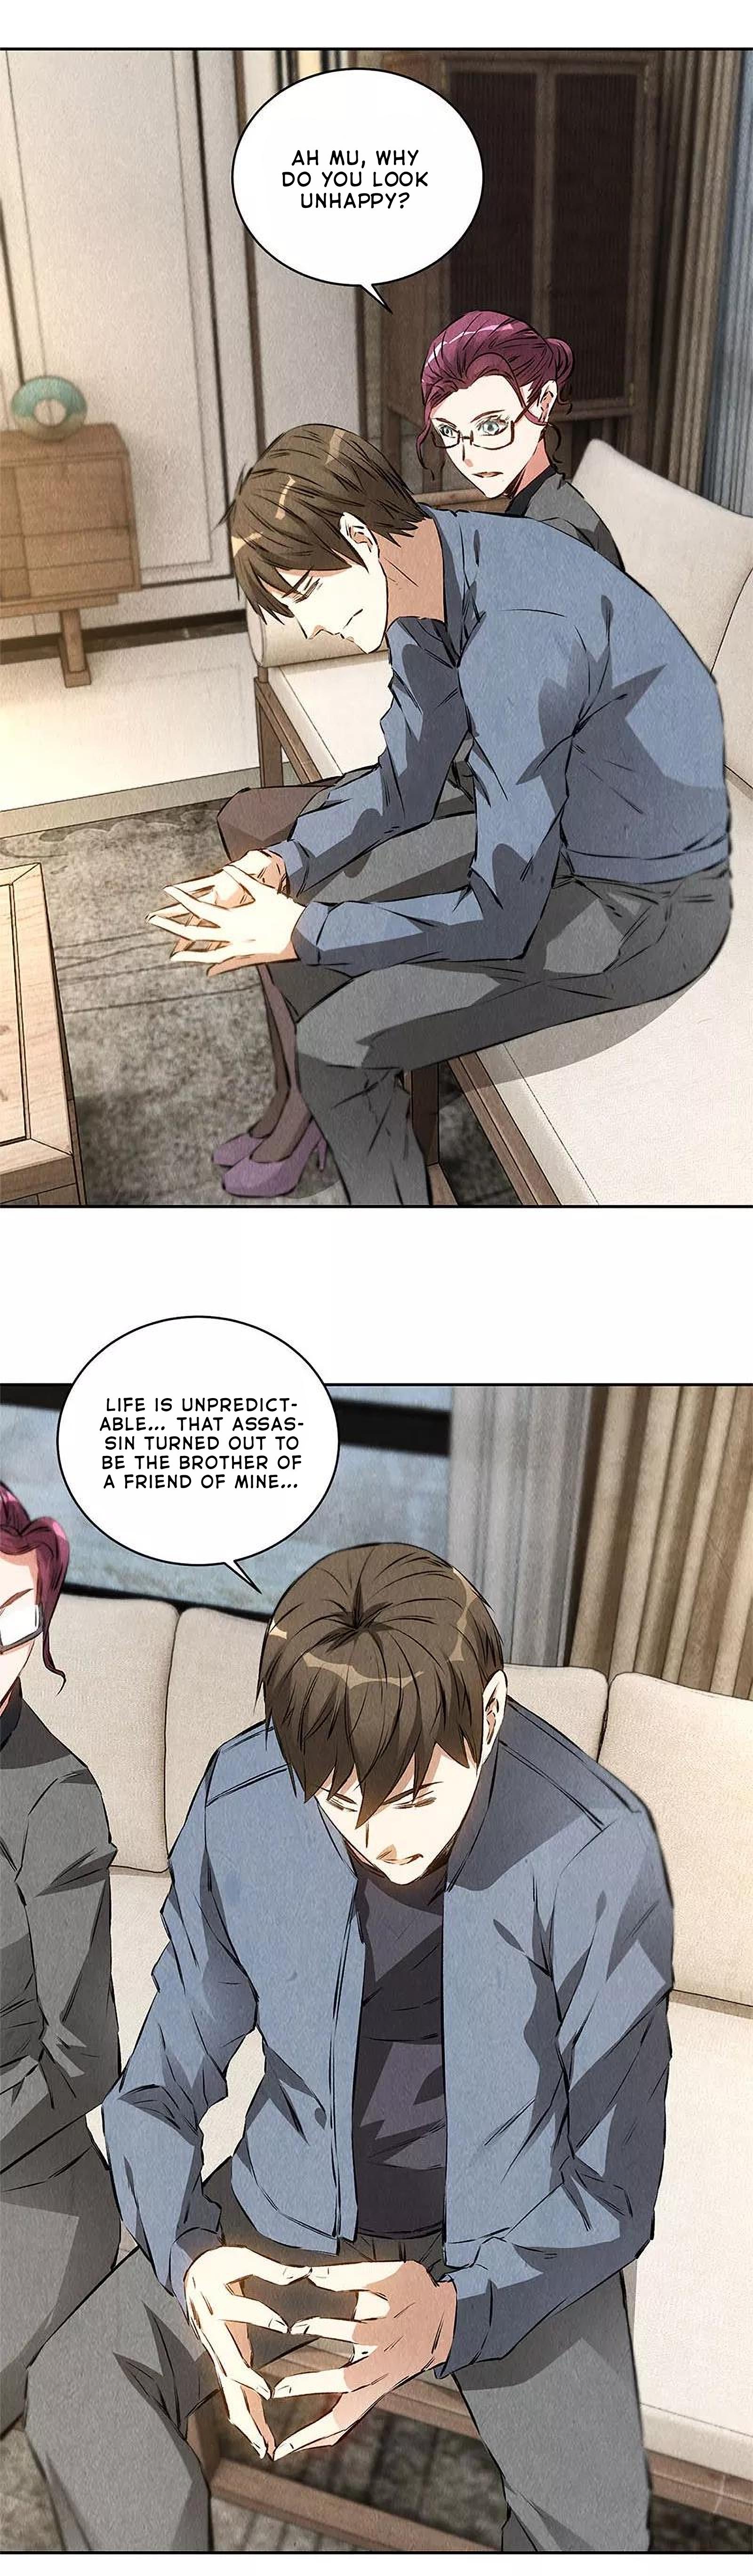 AH MU, WHY
DO YOU LOOK
UNHAPPY?
LIFE IS UNPREDICT-
ABLE... THAT ASSAS-
SIN TURNED OUT TO
BE THE BROTHER OF
A FRIEND OF MINE...